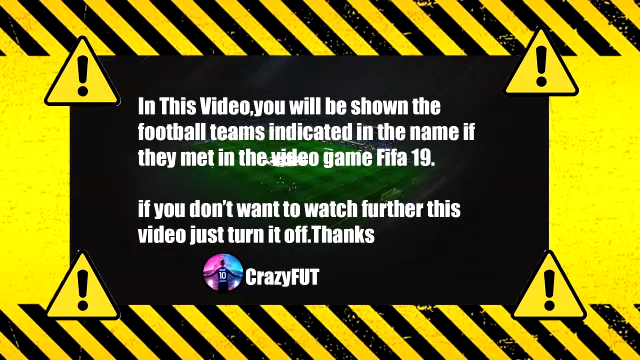 In This Video,you will be shown the
football teams indicated in the name if
they met in the video game Fifa 19.
if you don't want to watch further this
video just turn it off.Thanks
10
CrazyFUT